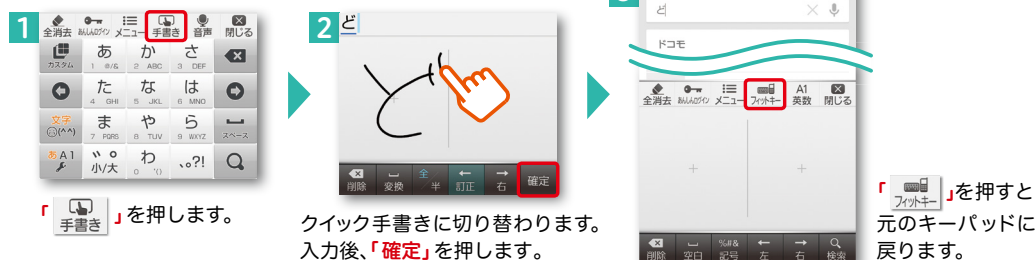 1
全消去 あんしんログイン メニュー 手書き 音声 閉じる
カスタム あ 1 @/& か 2 ABC さ 3 DEF
た 4 GHI な 5 JKL は 6 MNO
文字 ☺(^^) ま 7 PQRS や 8 TUV ら 9 WXYZ スペース
あA1 小/大 わ 0 '() 、。?!
「手書き」を押します。
2
ど
削除 変換 全半 ←訂正 →右 確定
クイック手書きに切り替わります。
入力後、「確定」を押します。
ど
ドコモ
全消去 あんしんログイン メニュー フィットキー A1英数 閉じる
削除 空白 %#&記号 ←左 →右 検索
「フィットキー」を押すと
元のキーパッドに
戻ります。